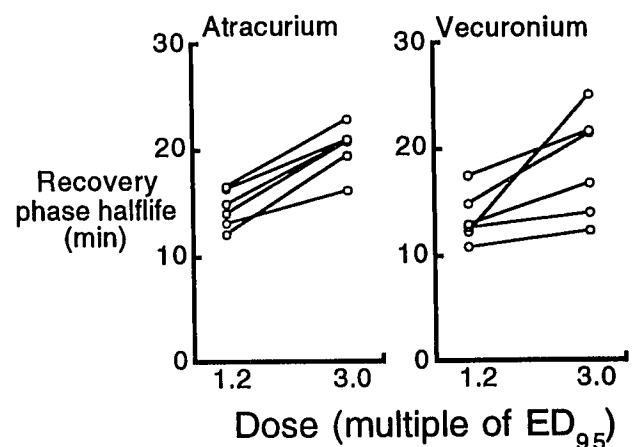 Atracurium
Vecuronium
30
20
10
0
30
20
10
0
Recovery
phase halflife
(min)
1.2 3.0
1.2 3.0
Dose (multiple of ED95)